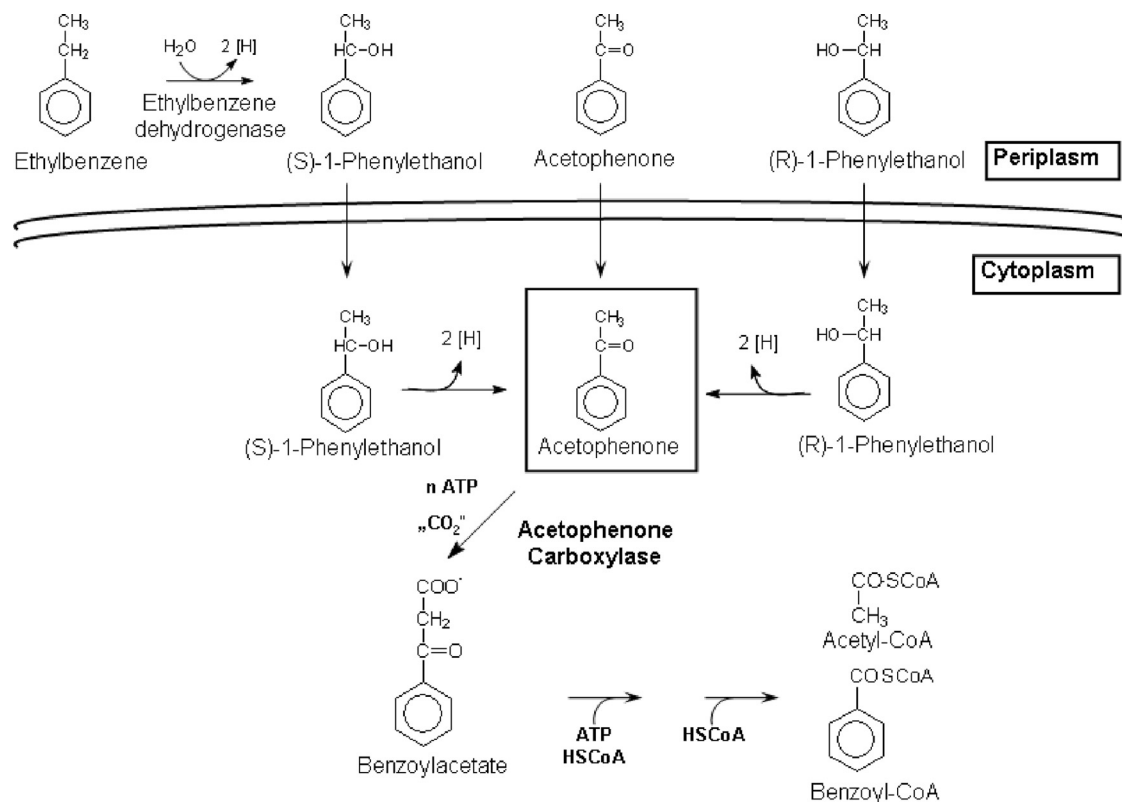 CH₃
CH₂
Ethylbenzene
H₂O 2 [H]
Ethylbenzene
dehydrogenase
CH₃
HC–OH
(S)-1-Phenylethanol
CH₃
C=O
Acetophenone
CH₃
HO–CH
(R)-1-Phenylethanol
Periplasm
Cytoplasm
CH₃
HC–OH
(S)-1-Phenylethanol
2 [H]
CH₃
C=O
Acetophenone
2 [H]
CH₃
HO–CH
(R)-1-Phenylethanol
n ATP
„CO₂"
Acetophenone
Carboxylase
COO⁻
CH₂
C=O
Benzoylacetate
ATP
HSCoA
HSCoA
CO·SCoA
CH₃
Acetyl-CoA
COSCoA
Benzoyl-CoA